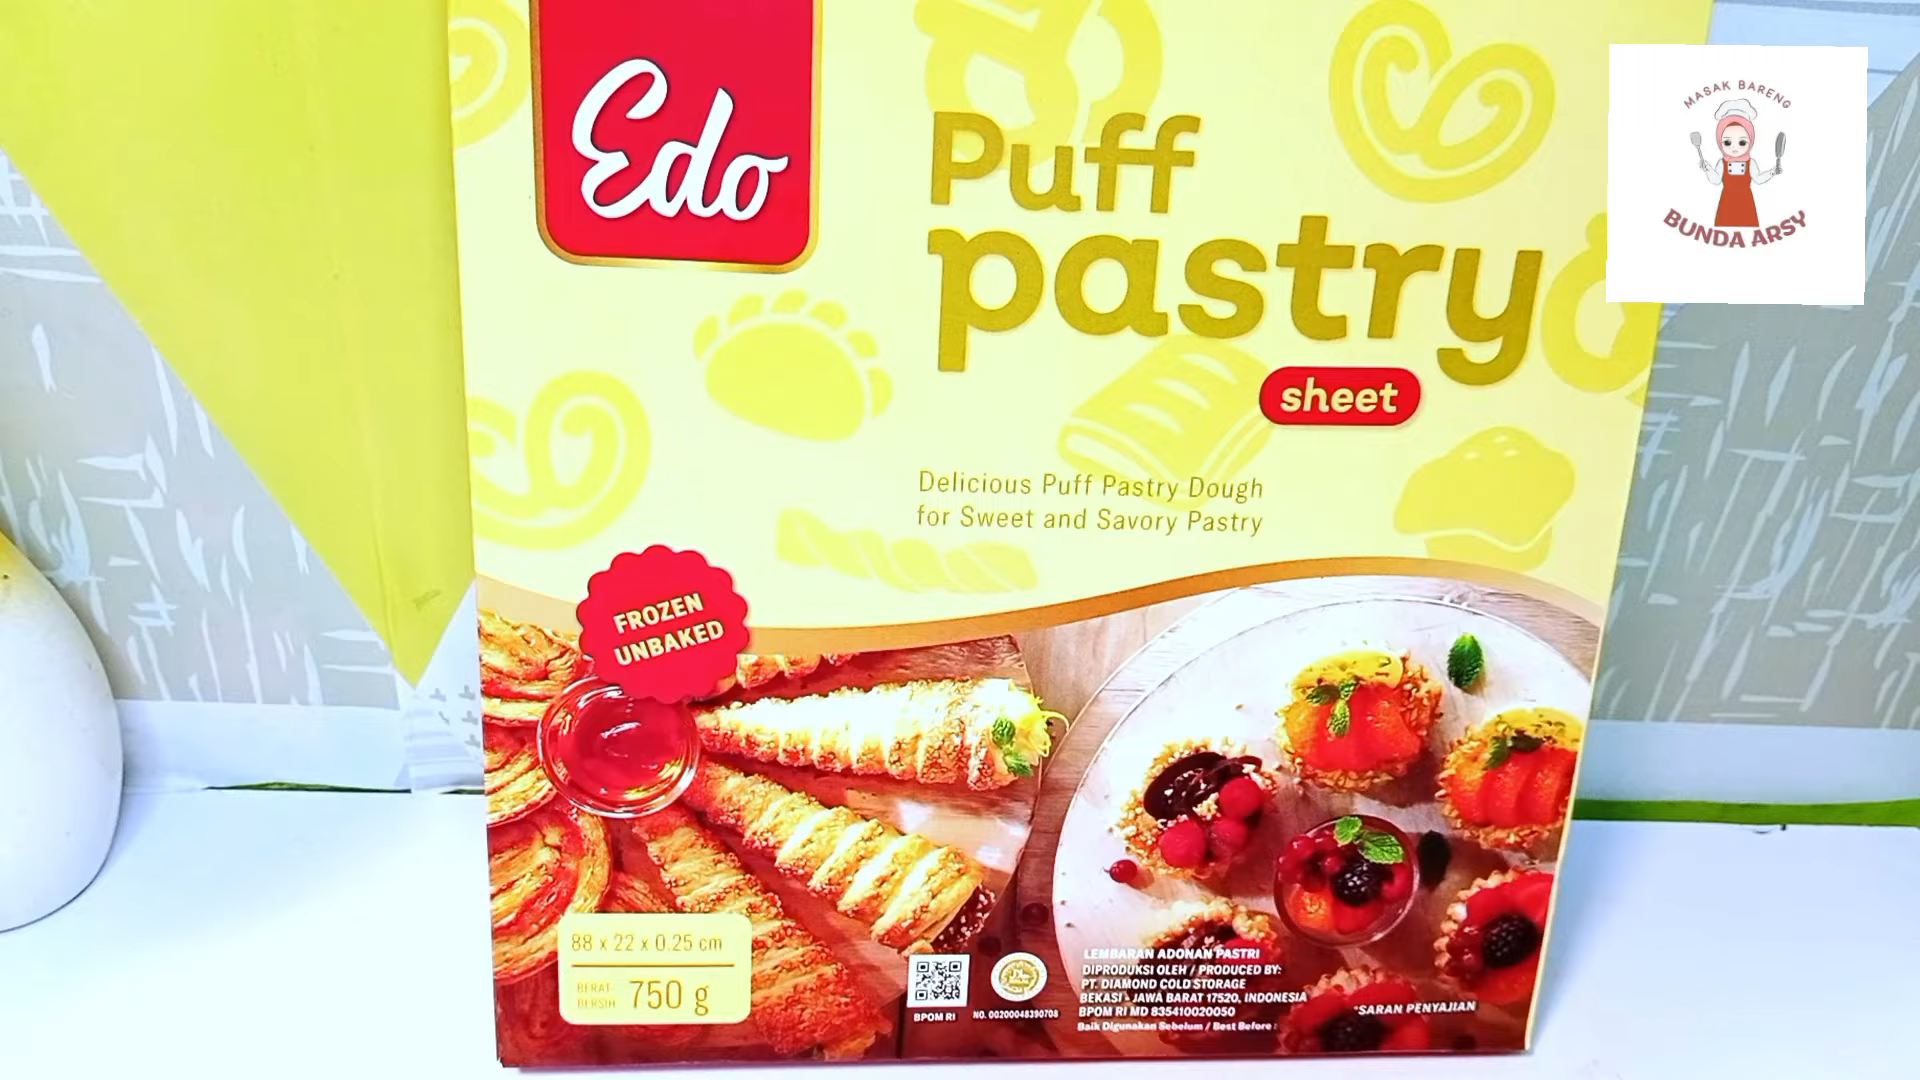 Edo
Puff
pastry
sheet
Delicious Puff Pastry Dough
for Sweet and Savory Pastry
FROZEN
UNBAKED
88 x 22 x 0.25 cm
BERAT
BERSIH
750 g
BPOM RI
NO. 00200048390708
LEMBARAN ADONAN PASTRI
DIPRODUKSI OLEH / PRODUCED BY:
PT. DIAMOND COLD STORAGE
BEKASI - JAWA BARAT 17520, INDONESIA
BPOM RI MD 835410020050
Baik Digunakan Sebelum / Best Before :
*SARAN PENYAJIAN
MASAK BARENG
BUNDA ARSY